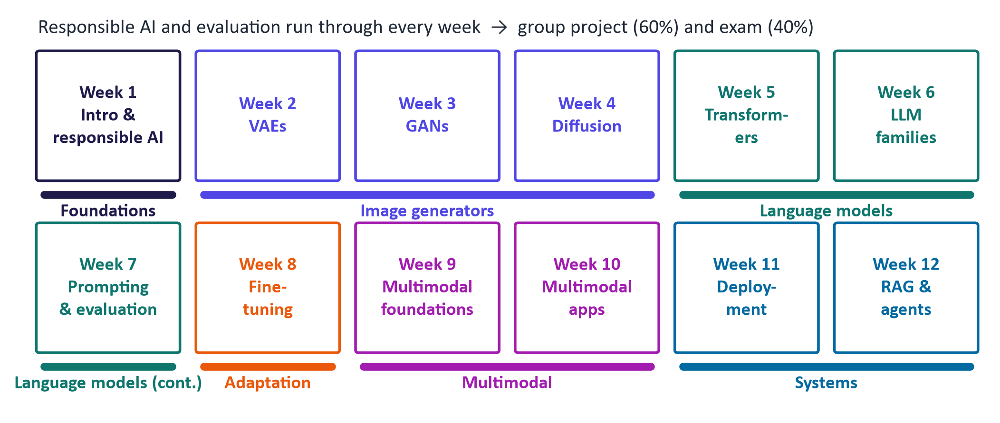 Responsible AI and evaluation run through every week → group project (60%) and exam (40%)
Week 1
Intro &
responsible AI
Week 2
VAEs
Week 3
GANs
Week 4
Diffusion
Week 5
Transform-
ers
Week 6
LLM
families
Foundations
Image generators
Language models
Week 7
Prompting
& evaluation
Week 8
Fine-
tuning
Week 9
Multimodal
foundations
Week 10
Multimodal
apps
Week 11
Deploy-
ment
Week 12
RAG &
agents
Language models (cont.)
Adaptation
Multimodal
Systems